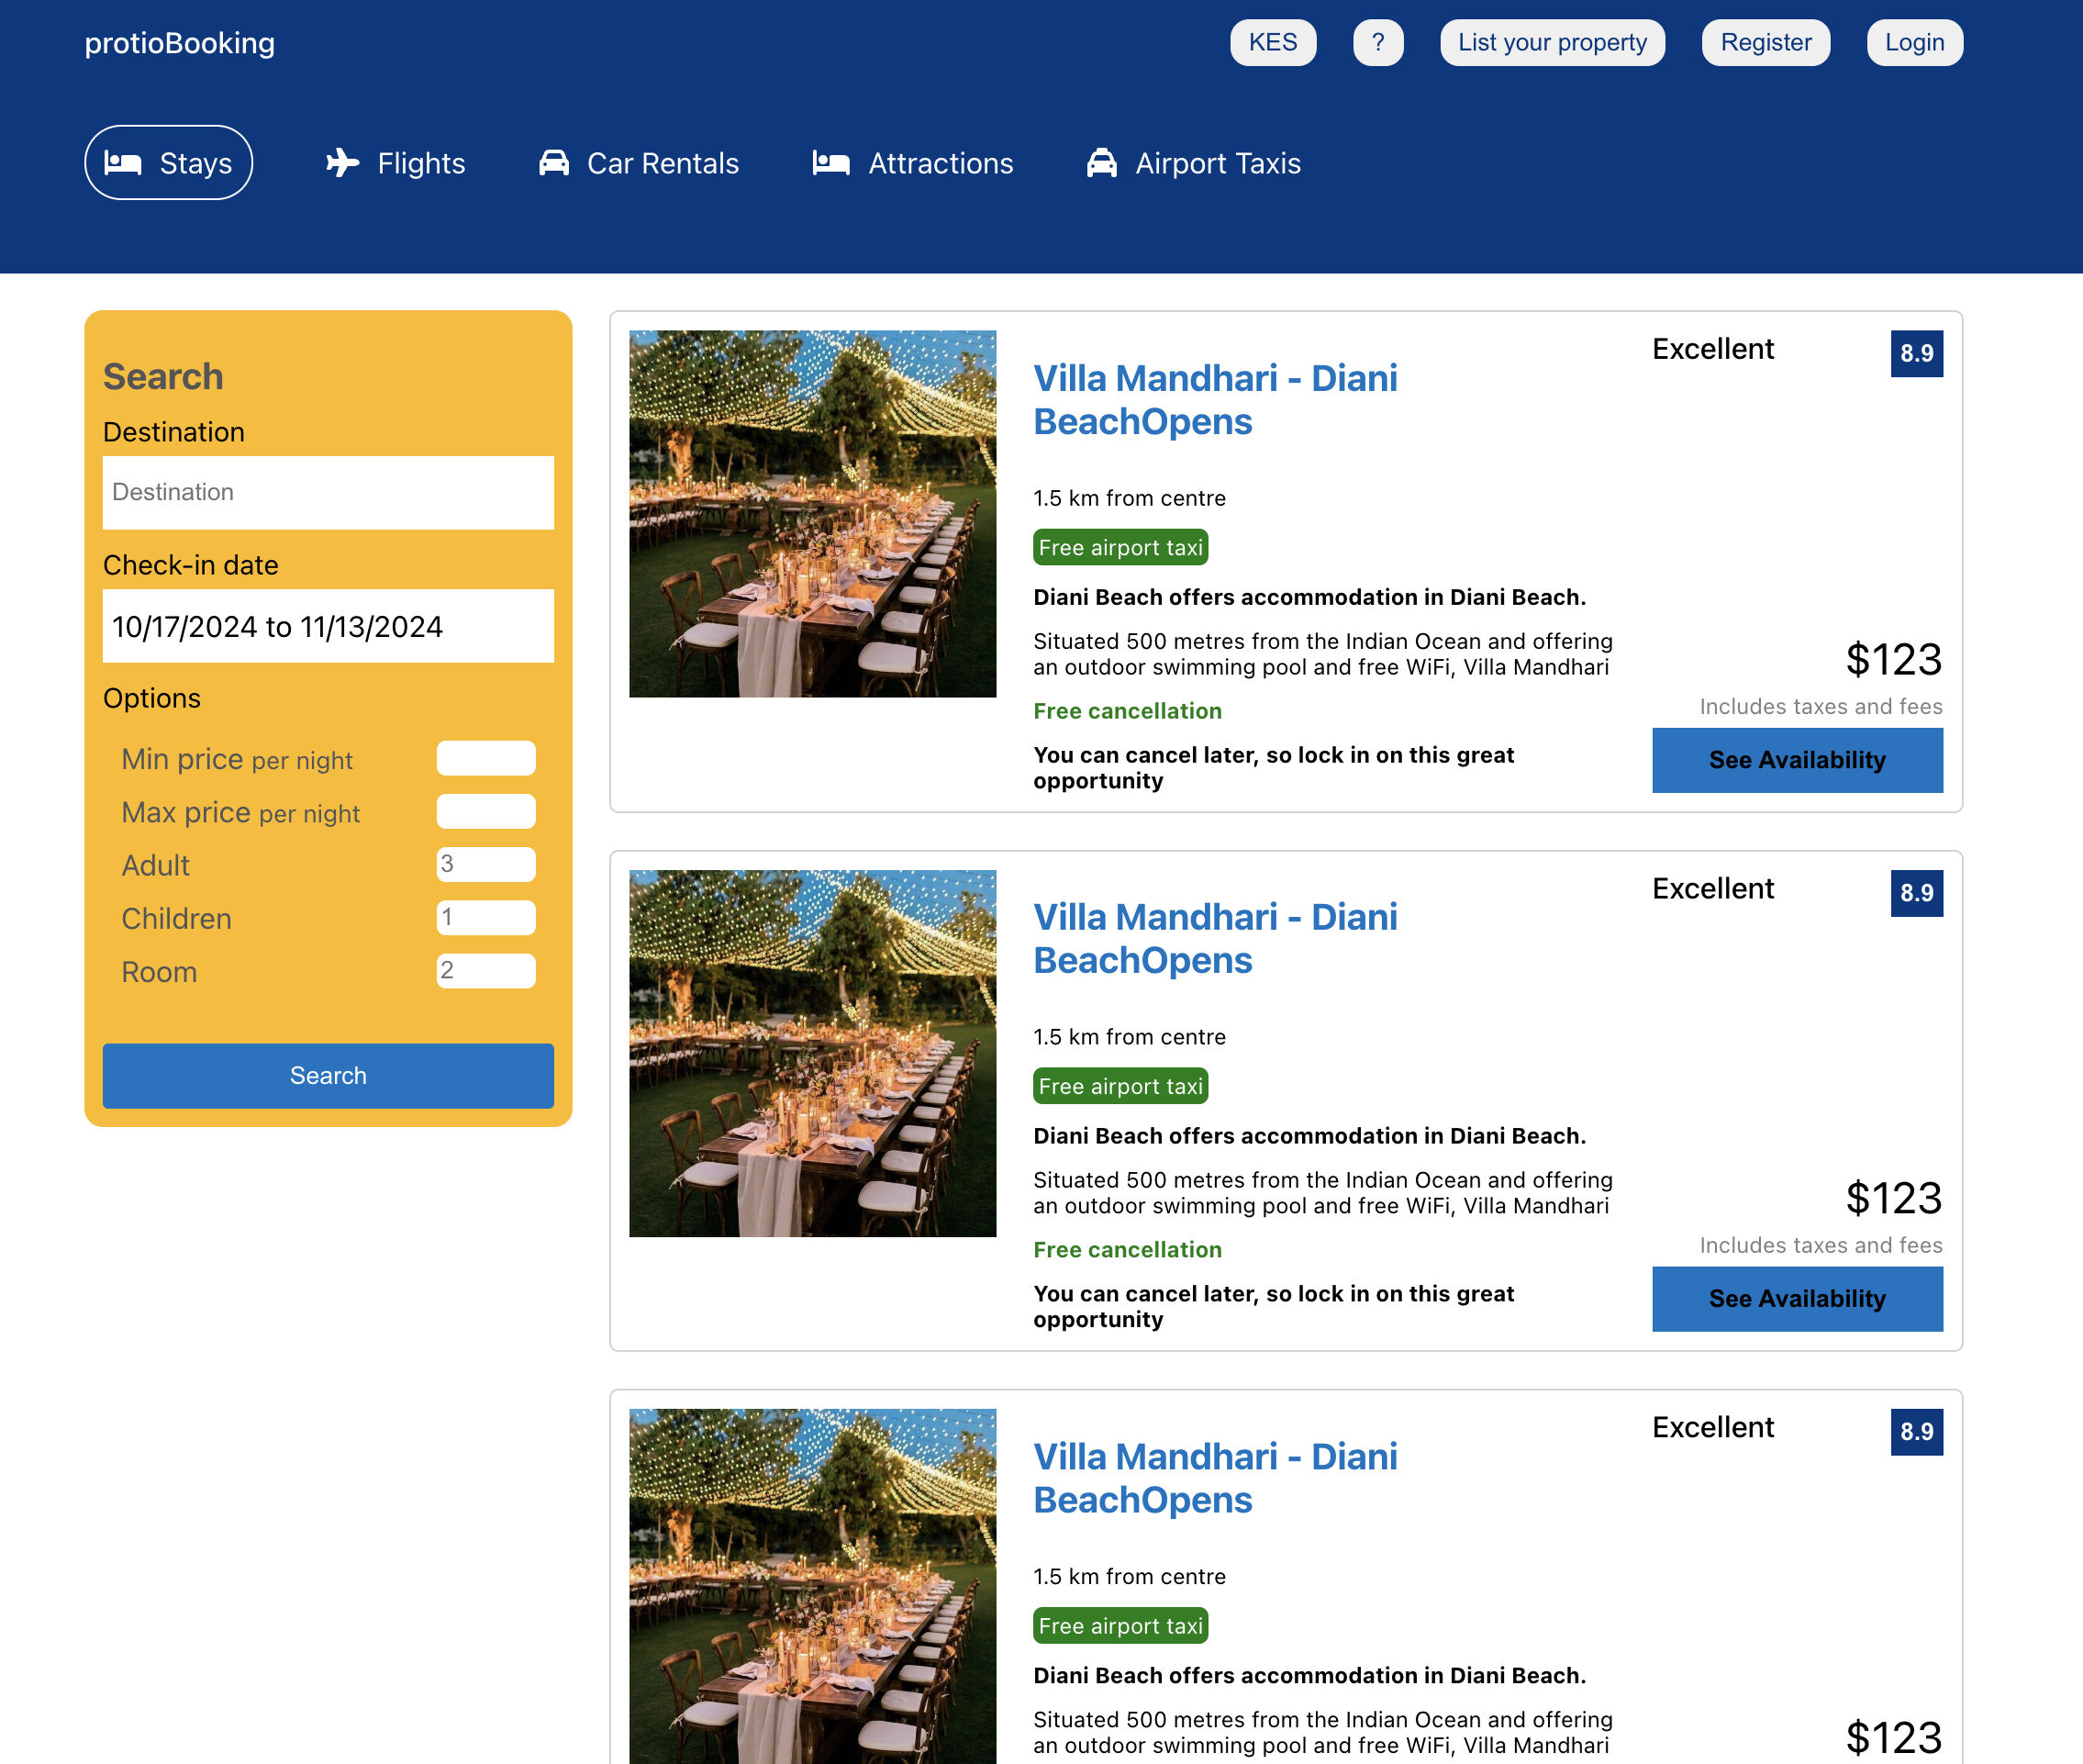 protioBooking
KES
?
List your property
Register
Login
Stays
Flights
Car Rentals
Attractions
Airport Taxis
Search
Destination
Destination
Check-in date
10/17/2024 to 11/13/2024
Options
Min price per night
Max price per night
Adult 3
Children 1
Room 2
Search
Villa Mandhari - Diani
BeachOpens
1.5 km from centre
Free airport taxi
Diani Beach offers accommodation in Diani Beach.
Situated 500 metres from the Indian Ocean and offering
an outdoor swimming pool and free WiFi, Villa Mandhari
Free cancellation
You can cancel later, so lock in on this great
opportunity
Excellent 8.9
$123
Includes taxes and fees
See Availability
Villa Mandhari - Diani
BeachOpens
1.5 km from centre
Free airport taxi
Diani Beach offers accommodation in Diani Beach.
Situated 500 metres from the Indian Ocean and offering
an outdoor swimming pool and free WiFi, Villa Mandhari
Free cancellation
You can cancel later, so lock in on this great
opportunity
Excellent 8.9
$123
Includes taxes and fees
See Availability
Villa Mandhari - Diani
BeachOpens
1.5 km from centre
Free airport taxi
Diani Beach offers accommodation in Diani Beach.
Situated 500 metres from the Indian Ocean and offering
an outdoor swimming pool and free WiFi, Villa Mandhari
Excellent 8.9
$123